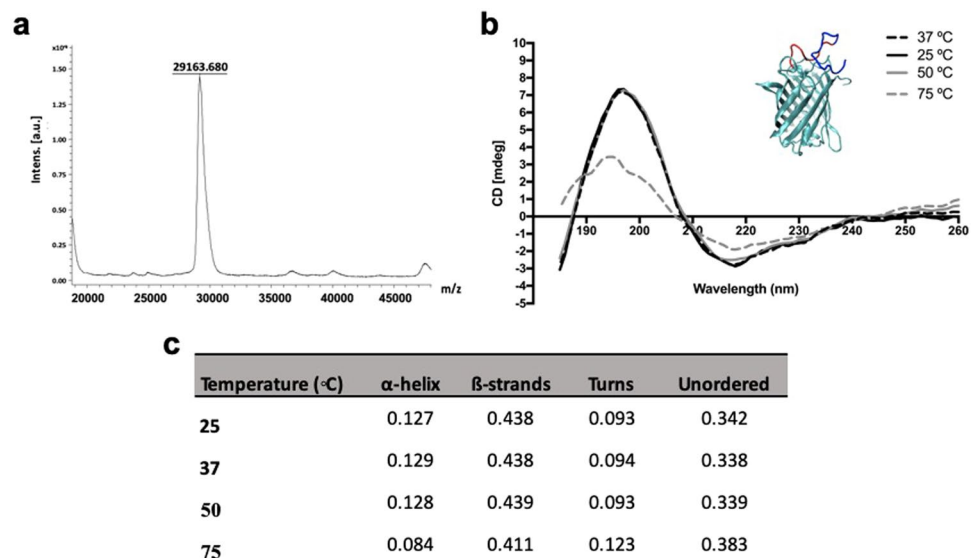 a
x10⁴
29163.680
Intens. [a.u.]
1.50
1.25
1.00
0.75
0.50
0.25
0.00
20000 25000 30000 35000 40000 45000 m/z
b
CD [mdeg]
10
9
8
7
6
5
4
3
2
1
0
-1
-2
-3
-4
-5
190 200 210 220 230 240 250 260
Wavelength (nm)
37 ºC
25 ºC
50 ºC
75 ºC
c
Temperature (◦C) α-helix ß-strands Turns Unordered
25 0.127 0.438 0.093 0.342
37 0.129 0.438 0.094 0.338
50 0.128 0.439 0.093 0.339
75 0.084 0.411 0.123 0.383